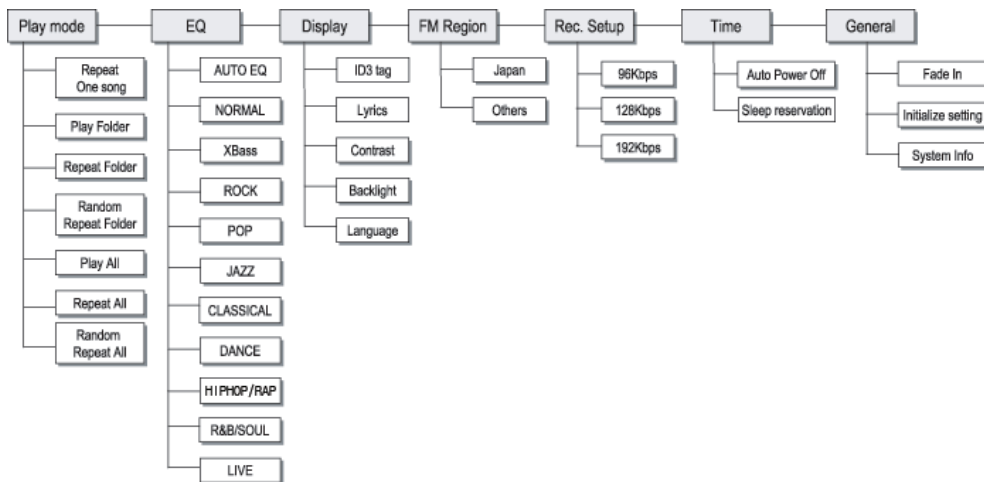 Play mode
EQ
Display
FM Region
Rec. Setup
Time
General
Repeat
One song
Play Folder
Repeat Folder
Random
Repeat Folder
Play All
Repeat All
Random
Repeat All
AUTO EQ
NORMAL
XBass
ROCK
POP
JAZZ
CLASSICAL
DANCE
HIPHOP/RAP
R&B/SOUL
LIVE
ID3 tag
Lyrics
Contrast
Backlight
Language
Japan
Others
96Kbps
128Kbps
192Kbps
Auto Power Off
Sleep reservation
Fade In
Initialize setting
System Info